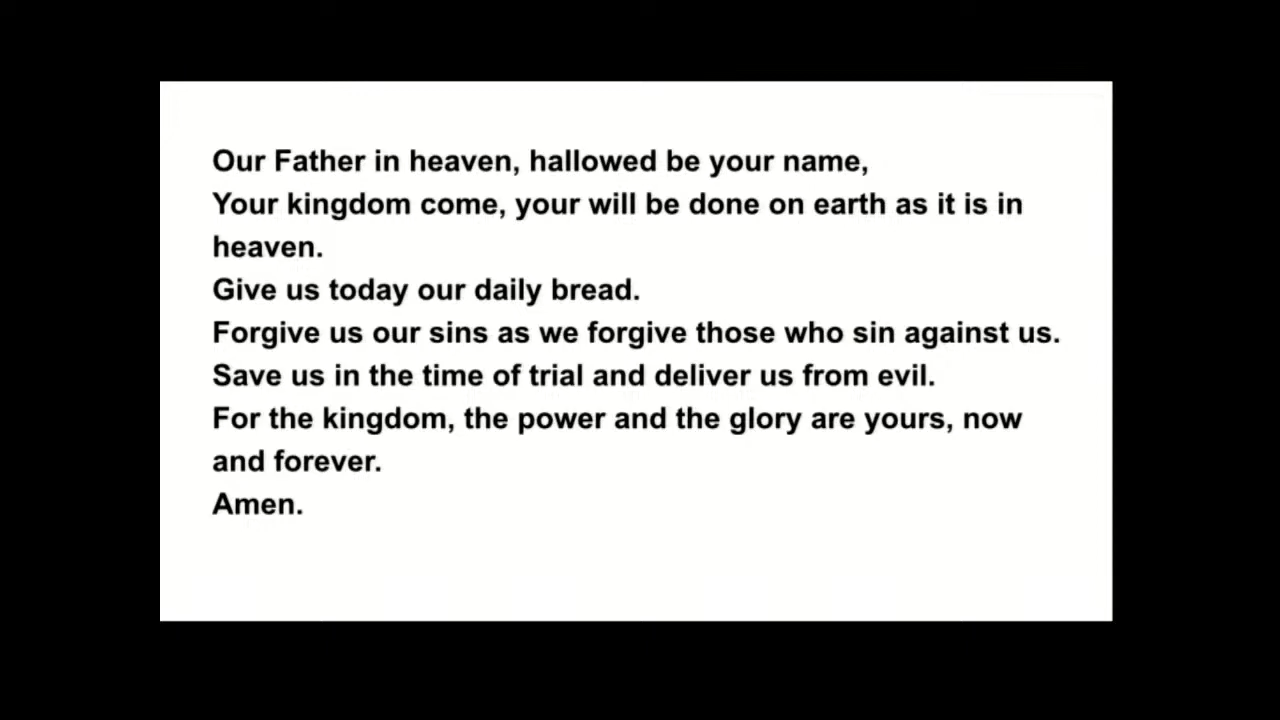 Our Father in heaven, hallowed be your name,
Your kingdom come, your will be done on earth as it is in
heaven.
Give us today our daily bread.
Forgive us our sins as we forgive those who sin against us.
Save us in the time of trial and deliver us from evil.
For the kingdom, the power and the glory are yours, now
and forever.
Amen.